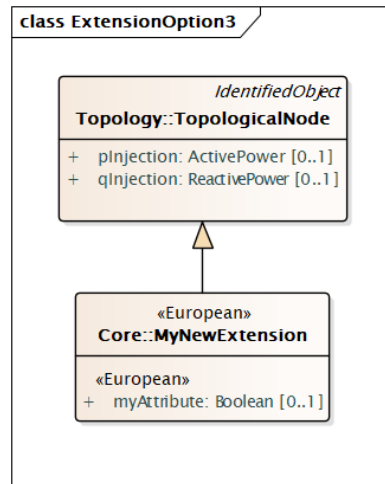 class ExtensionOption3
IdentifiedObject
Topology::TopologicalNode
+ pInjection: ActivePower [0..1]
+ qInjection: ReactivePower [0..1]
«European»
Core::MyNewExtension
«European»
+ myAttribute: Boolean [0..1]